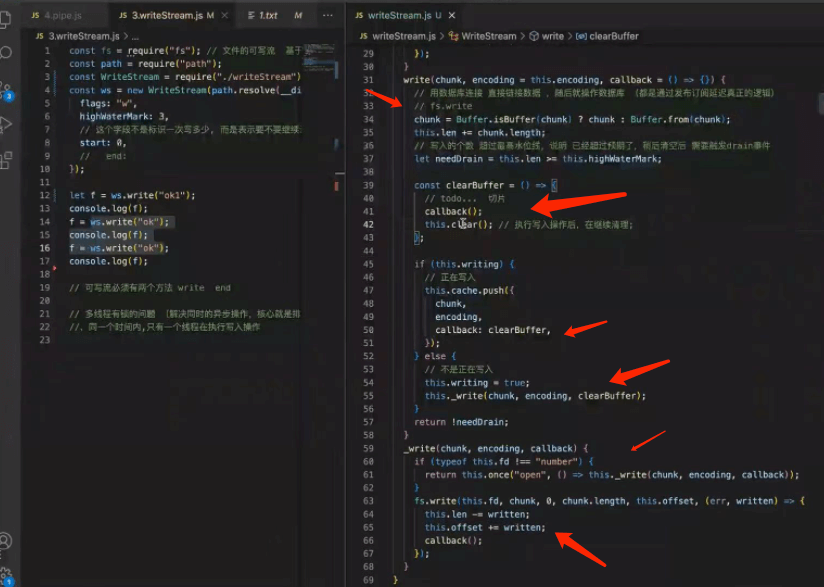 4.pipe.js
3.writeStream.js M
1.txt M
3.writeStream.js > ...
1 const fs = require("fs"); // 文件的可写流 基于
2 const path = require("path");
3 const WriteStream = require("./writeStream")
4 const ws = new WriteStream(path.resolve(__di
5 flags: "w",
6 highWaterMark: 3,
7 // 这个字段不是标识一次写多少, 而是表示要不要继续
8 start: 0,
9 // end:
10 });
11
12 let f = ws.write("ok1");
13 console.log(f);
14 f = ws.write("ok");
15 console.log(f);
16 f = ws.write("ok");
17 console.log(f);
18
19 // 可写流必须有两个方法 write end
20
21 // 多线程有锁的问题 (解决同时的异步操作, 核心就是排
22 //、同一个时间内,只有一个线程在执行写入操作
23
writeStream.js U
writeStream.js > WriteStream > write > clearBuffer
29 });
30 }
31 write(chunk, encoding = this.encoding, callback = () => {}) {
32 // 用数据库连接 直接链接数据 , 随后就操作数据库 (都是通过发布订阅延迟真正的逻辑)
33 // fs.write
34 chunk = Buffer.isBuffer(chunk) ? chunk : Buffer.from(chunk);
35 this.len += chunk.length;
36 // 写入的个数 超过最高水位线, 说明 已经超过预期了, 稍后清空后 需要触发drain事件
37 let needDrain = this.len >= this.highWaterMark;
38
39 const clearBuffer = () => {
40 // todo... 切片
41 callback();
42 this.clear(); // 执行写入操作后, 在继续清理;
43 };
44
45 if (this.writing) {
46 // 正在写入
47 this.cache.push({
48 chunk,
49 encoding,
50 callback: clearBuffer,
51 });
52 } else {
53 // 不是正在写入
54 this.writing = true;
55 this._write(chunk, encoding, clearBuffer);
56 }
57 return !needDrain;
58 }
59 _write(chunk, encoding, callback) {
60 if (typeof this.fd !== "number") {
61 return this.once("open", () => this._write(chunk, encoding, callback));
62 }
63 fs.write(this.fd, chunk, 0, chunk.length, this.offset, (err, written) => {
64 this.len -= written;
65 this.offset += written;
66 callback();
67 });
68 }
69 }